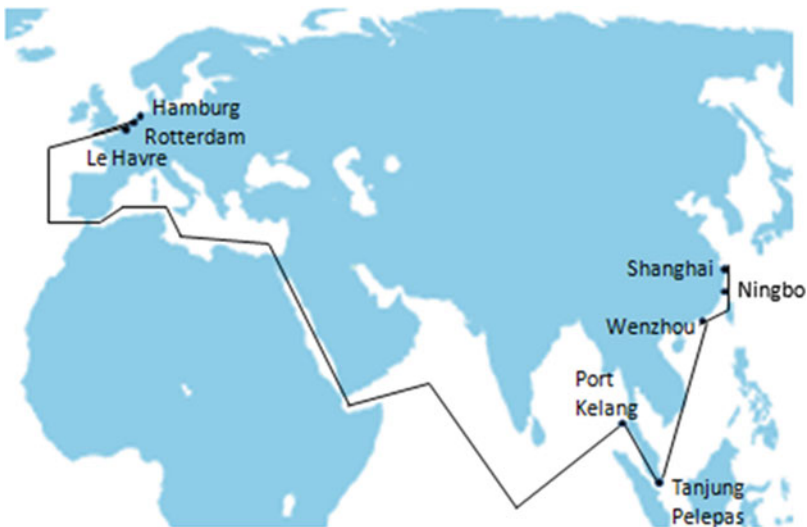 Hamburg
Rotterdam
Le Havre
Shanghai
Ningbo
Wenzhou
Port
Kelang
Tanjung
Pelepas